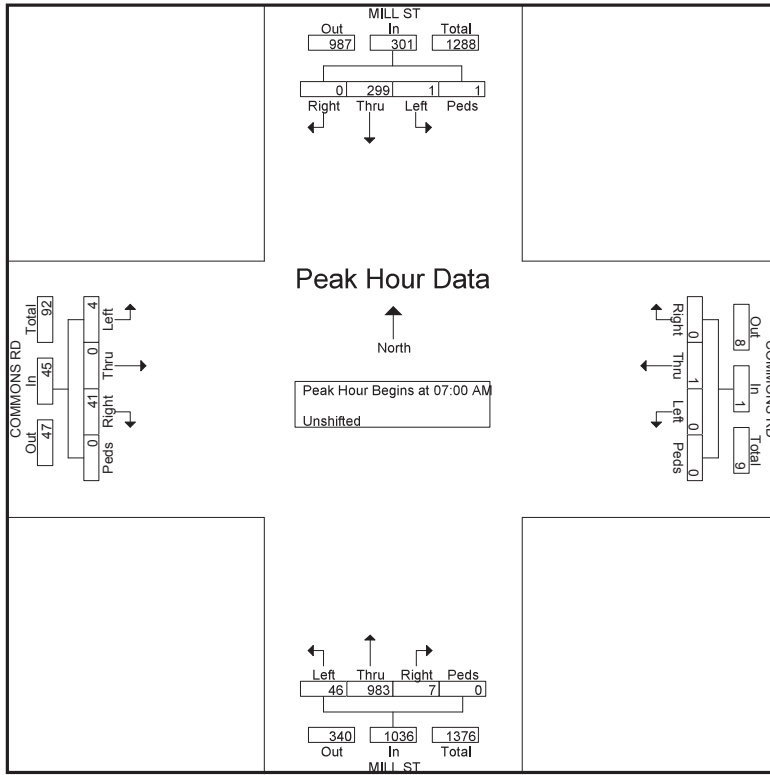 MILL ST
Out In Total
987 301 1288
0 299 1 1
Right Thru Left Peds
Peak Hour Data
North
Peak Hour Begins at 07:00 AM
Unshifted
COMMONS RD
Total In Out
92 45 47
4 0 41 0
Left Thru Right Peds
COMMONS RD
Out In Total
8 1 9
0 1 0 0
Right Thru Left Peds
Left Thru Right Peds
46 983 7 0
340 1036 1376
Out In Total
MILL ST